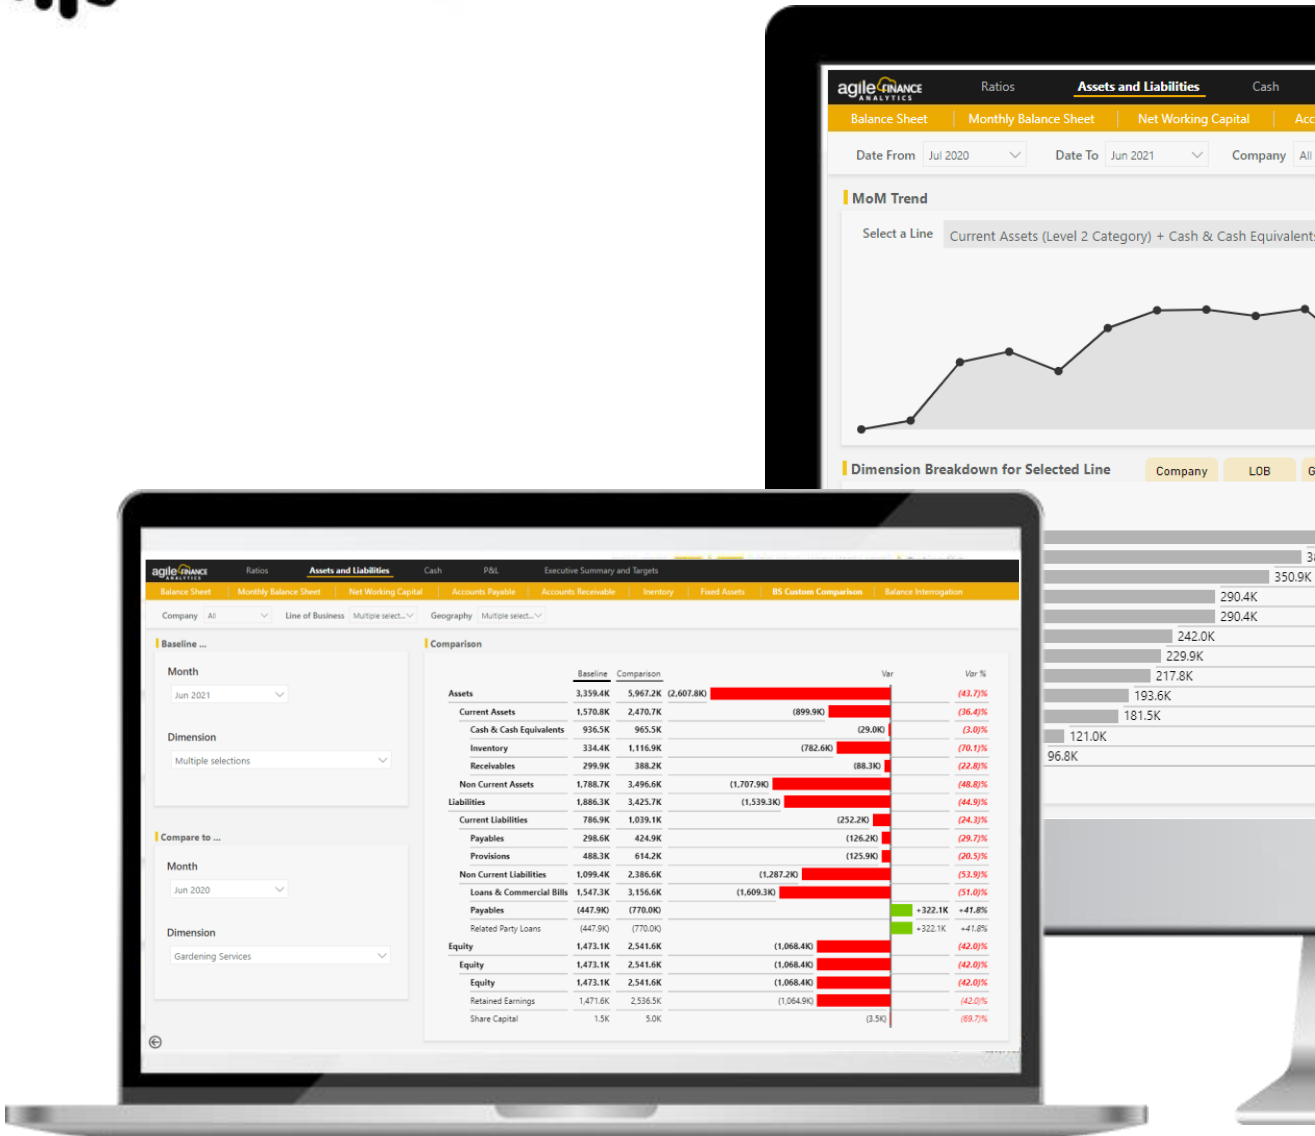 agile FINANCE ANALYTICS
Ratios Assets and Liabilities Cash
Balance Sheet Monthly Balance Sheet Net Working Capital Acc
Date From Jul 2020 Date To Jun 2021 Company All
MoM Trend
Select a Line Current Assets (Level 2 Category) + Cash & Cash Equivalents
Dimension Breakdown for Selected Line Company LOB G
350.9K
290.4K
290.4K
242.0K
229.9K
217.8K
193.6K
181.5K
121.0K
96.8K
agile FINANCE ANALYTICS
Ratios Assets and Liabilities Cash P&L Executive Summary and Targets
Balance Sheet Monthly Balance Sheet Net Working Capital Accounts Payable Accounts Receivable Inentory Fixed Assets BS Custom Comparison Balance Interrogation
Company All Line of Business Multiple select... Geography Multiple select...
Baseline ...
Month
Jun 2021
Dimension
Multiple selections
Compare to ...
Month
Jun 2020
Dimension
Gardening Services
Comparison
Baseline Comparison Var Var %
Assets 3,359.4K 5,967.2K (2,607.8K) (43.7)%
Current Assets 1,570.8K 2,470.7K (899.9K) (36.4)%
Cash & Cash Equivalents 936.5K 965.5K (29.0K) (3.0)%
Inventory 334.4K 1,116.9K (782.6K) (70.1)%
Receivables 299.9K 388.2K (88.3K) (22.8)%
Non Current Assets 1,788.7K 3,496.6K (1,707.9K) (48.8)%
Liabilities 1,886.3K 3,425.7K (1,539.3K) (44.9)%
Current Liabilities 786.9K 1,039.1K (252.2K) (24.3)%
Payables 298.6K 424.9K (126.2K) (29.7)%
Provisions 488.3K 614.2K (125.9K) (20.5)%
Non Current Liabilities 1,099.4K 2,386.6K (1,287.2K) (53.9)%
Loans & Commercial Bills 1,547.3K 3,156.6K (1,609.3K) (51.0)%
Payables (447.9K) (770.0K) +322.1K +41.8%
Related Party Loans (447.9K) (770.0K) +322.1K +41.8%
Equity 1,473.1K 2,541.6K (1,068.4K) (42.0)%
Equity 1,473.1K 2,541.6K (1,068.4K) (42.0)%
Equity 1,473.1K 2,541.6K (1,068.4K) (42.0)%
Retained Earnings 1,471.6K 2,536.5K (1,064.9K) (42.0)%
Share Capital 1.5K 5.0K (3.5K) (69.7)%